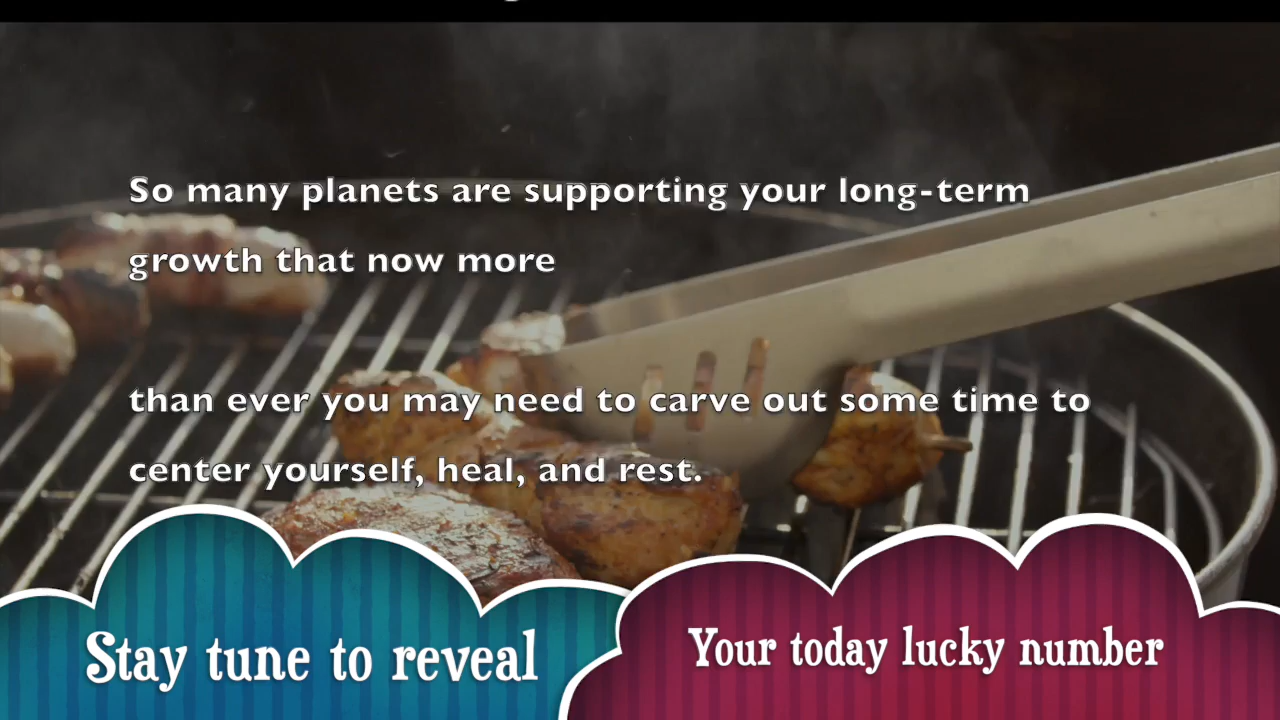 So many planets are supporting your long-term
growth that now more
than ever you may need to carve out some time to
center yourself, heal, and rest.
Stay tune to reveal
Your today lucky number